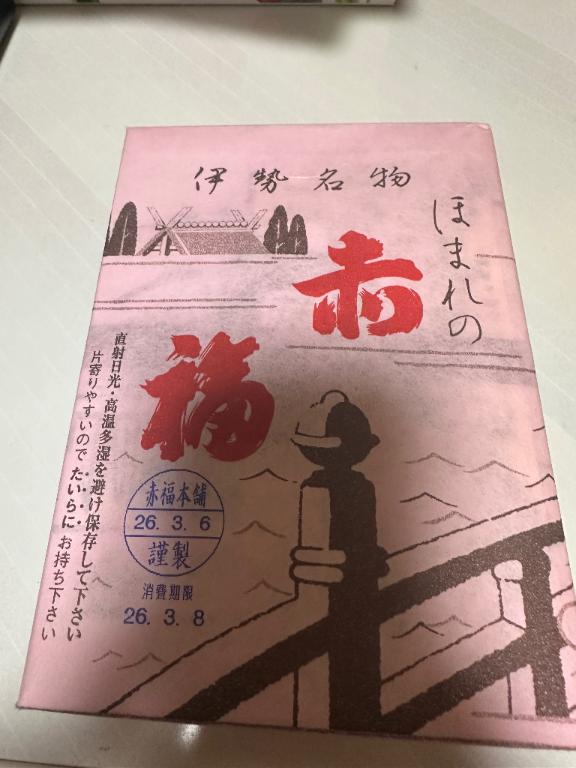 伊勢名物
ほまれの
赤
福
直射日光・高温多湿を避け保存して下さい
片寄りやすいのでたいらにお持ち下さい
赤福本舗
26. 3. 6
謹製
消費期限
26. 3. 8